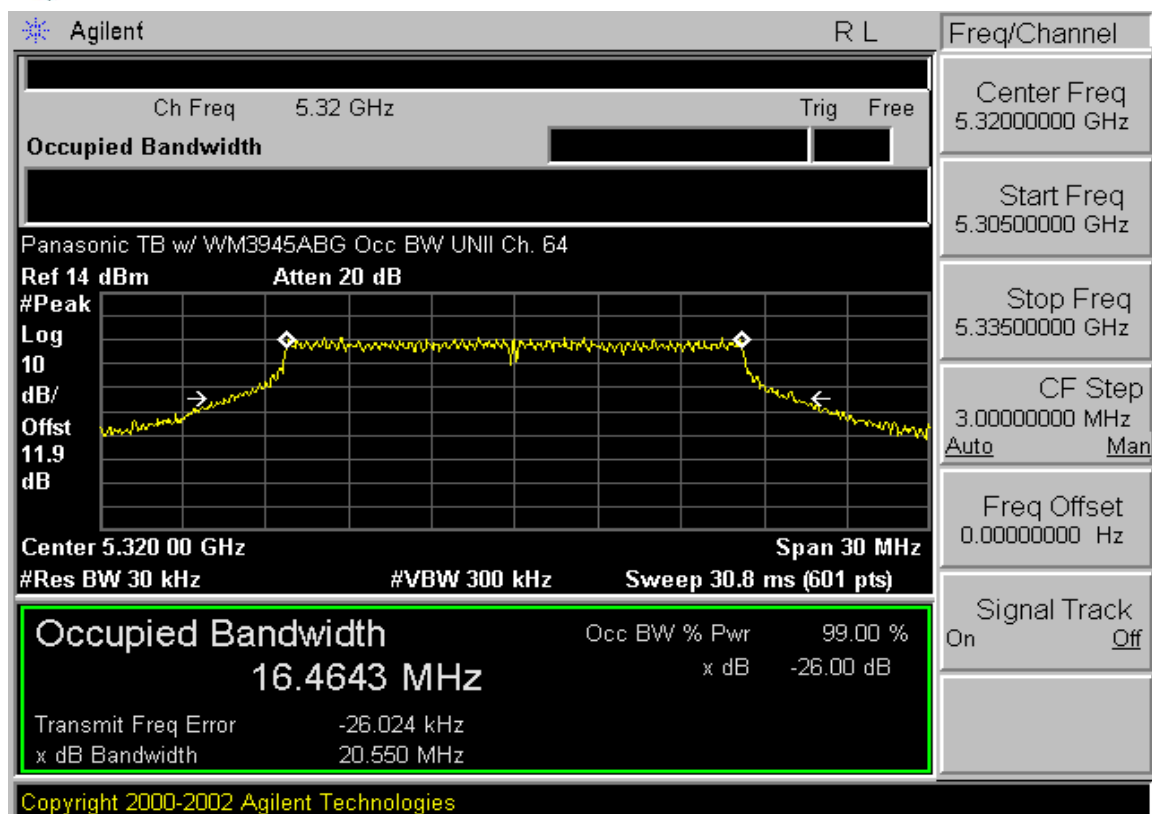 Agilent R L
Ch Freq 5.32 GHz Trig Free
Occupied Bandwidth
Panasonic TB w/ WM3945ABG Occ BW UNII Ch. 64
Ref 14 dBm Atten 20 dB
#Peak
Log
10
dB/
Offst
11.9
dB
Center 5.320 00 GHz Span 30 MHz
#Res BW 30 kHz #VBW 300 kHz Sweep 30.8 ms (601 pts)
Occupied Bandwidth Occ BW % Pwr 99.00 %
16.4643 MHz x dB -26.00 dB
Transmit Freq Error -26.024 kHz
x dB Bandwidth 20.550 MHz
Copyright 2000-2002 Agilent Technologies
Freq/Channel
Center Freq
5.32000000 GHz
Start Freq
5.30500000 GHz
Stop Freq
5.33500000 GHz
CF Step
3.00000000 MHz
Auto Man
Freq Offset
0.00000000 Hz
Signal Track
On Off